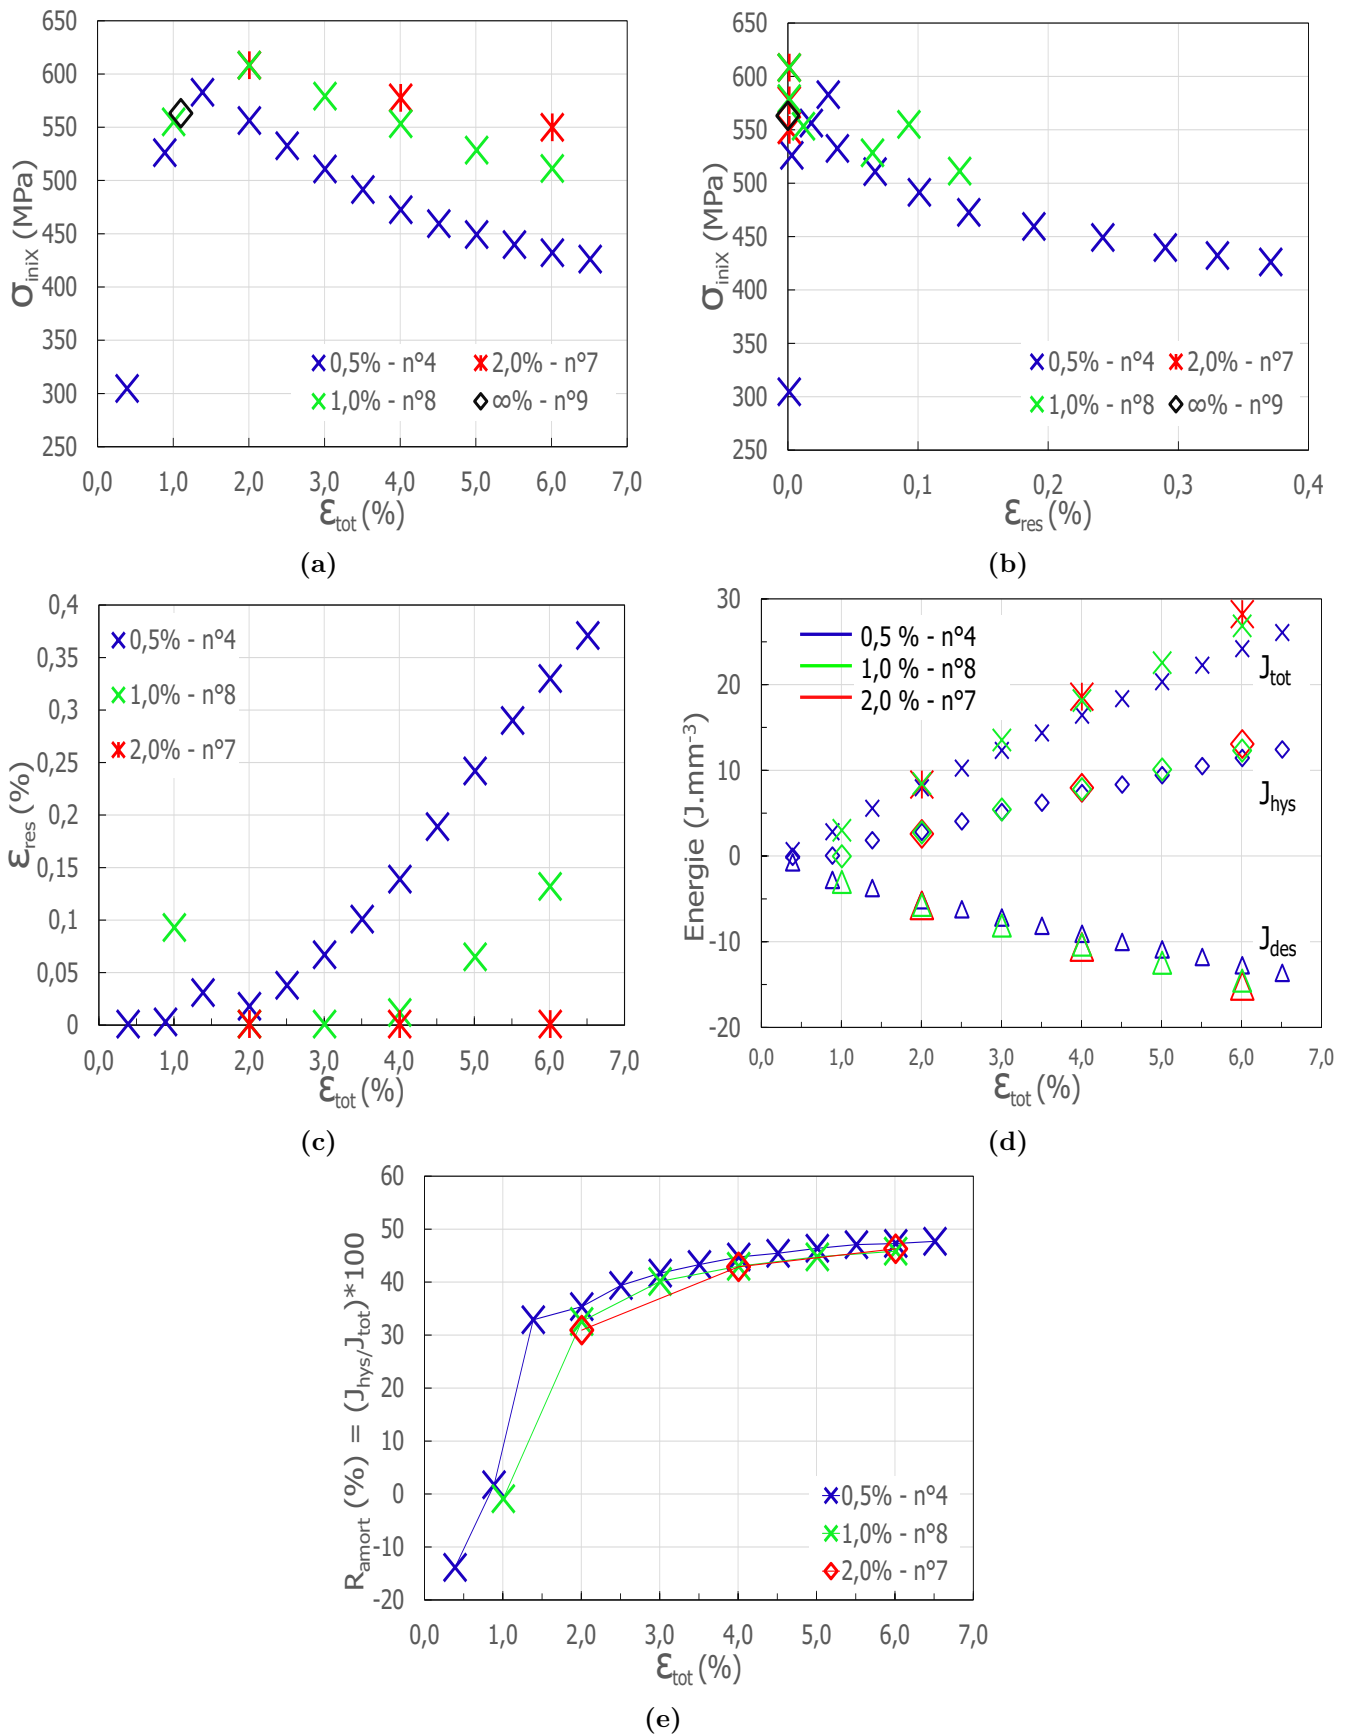 650
600
550
500
450
400
350
300
250
σiniX (MPa)
0,5% - n°4
2,0% - n°7
1,0% - n°8
∞% - n°9
0,0 1,0 2,0 3,0 4,0 5,0 6,0 7,0
εtot (%)
(a)
650
600
550
500
450
400
350
300
250
σiniX (MPa)
0,5% - n°4
2,0% - n°7
1,0% - n°8
∞% - n°9
0,0 0,1 0,2 0,3 0,4
εres (%)
(b)
0,4
0,35
0,3
0,25
0,2
0,15
0,1
0,05
0
εres (%)
0,5% - n°4
1,0% - n°8
2,0% - n°7
0,0 1,0 2,0 3,0 4,0 5,0 6,0 7,0
εtot (%)
(c)
30
20
10
0
-10
-20
Energie (J.mm-3)
0,5 % - n°4
1,0 % - n°8
2,0 % - n°7
Jtot
Jhys
Jdes
0,0 1,0 2,0 3,0 4,0 5,0 6,0 7,0
εtot (%)
(d)
60
50
40
30
20
10
0
-10
-20
Ramort (%) = (Jhys/Jtot)*100
0,5% - n°4
1,0% - n°8
2,0% - n°7
0,0 1,0 2,0 3,0 4,0 5,0 6,0 7,0
εtot (%)
(e)